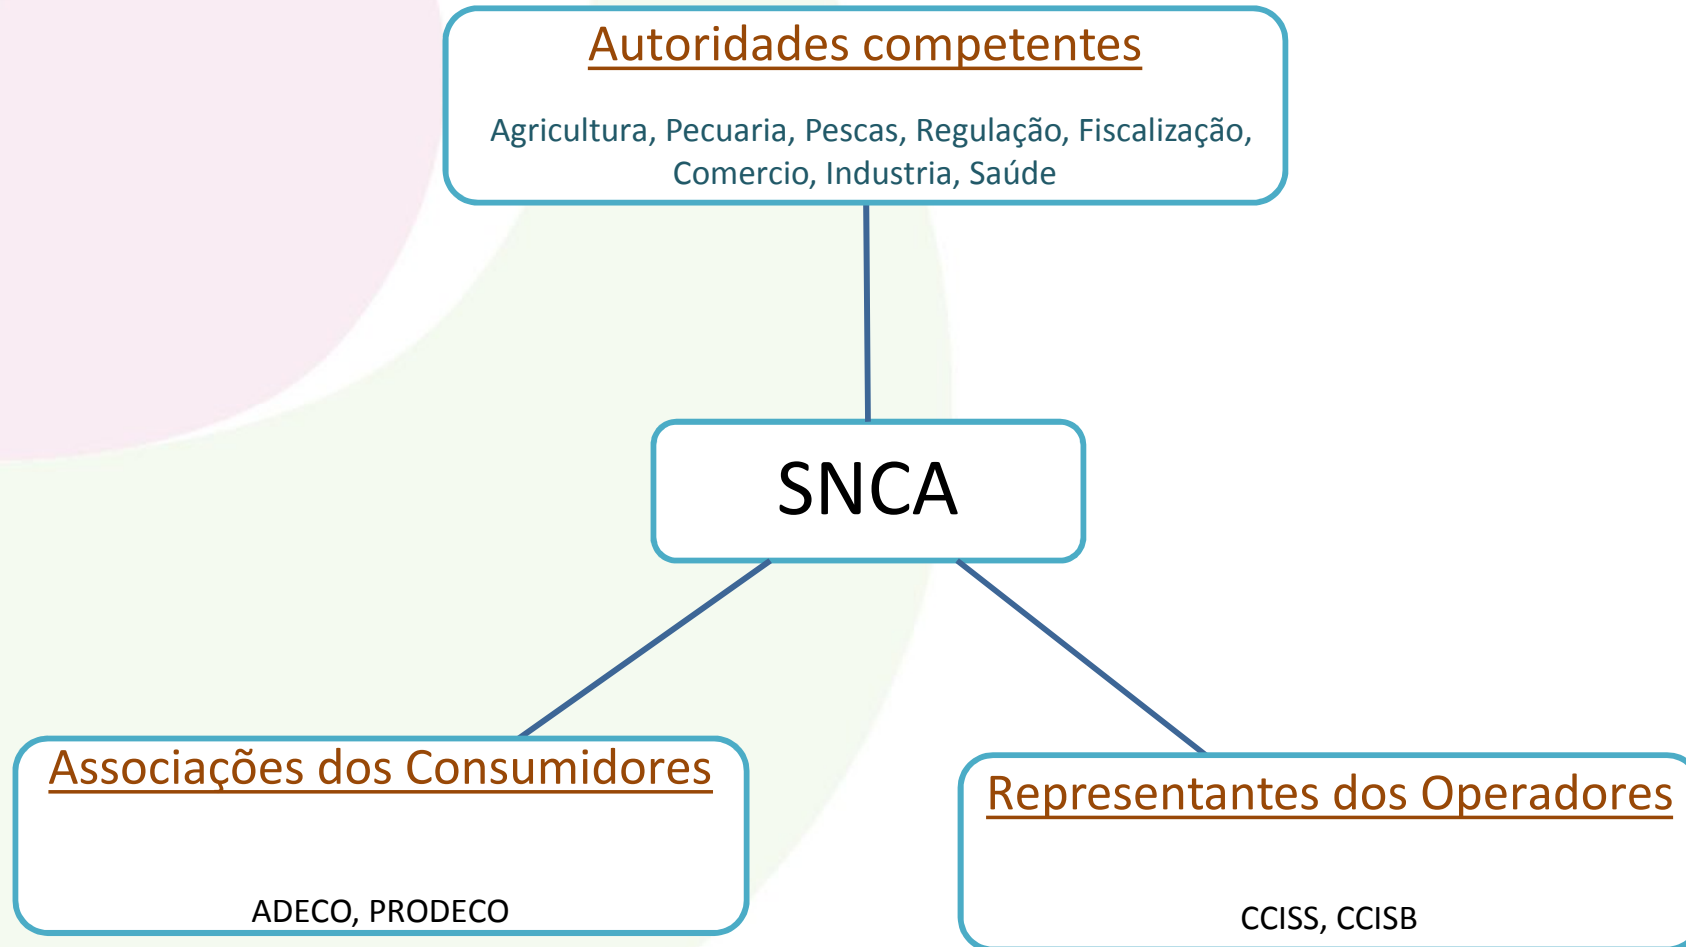 Autoridades competentes
Agricultura, Pecuaria, Pescas, Regulação, Fiscalização,
Comercio, Industria, Saúde
SNCA
Associações dos Consumidores
ADECO, PRODECO
Representantes dos Operadores
CCISS, CCISB